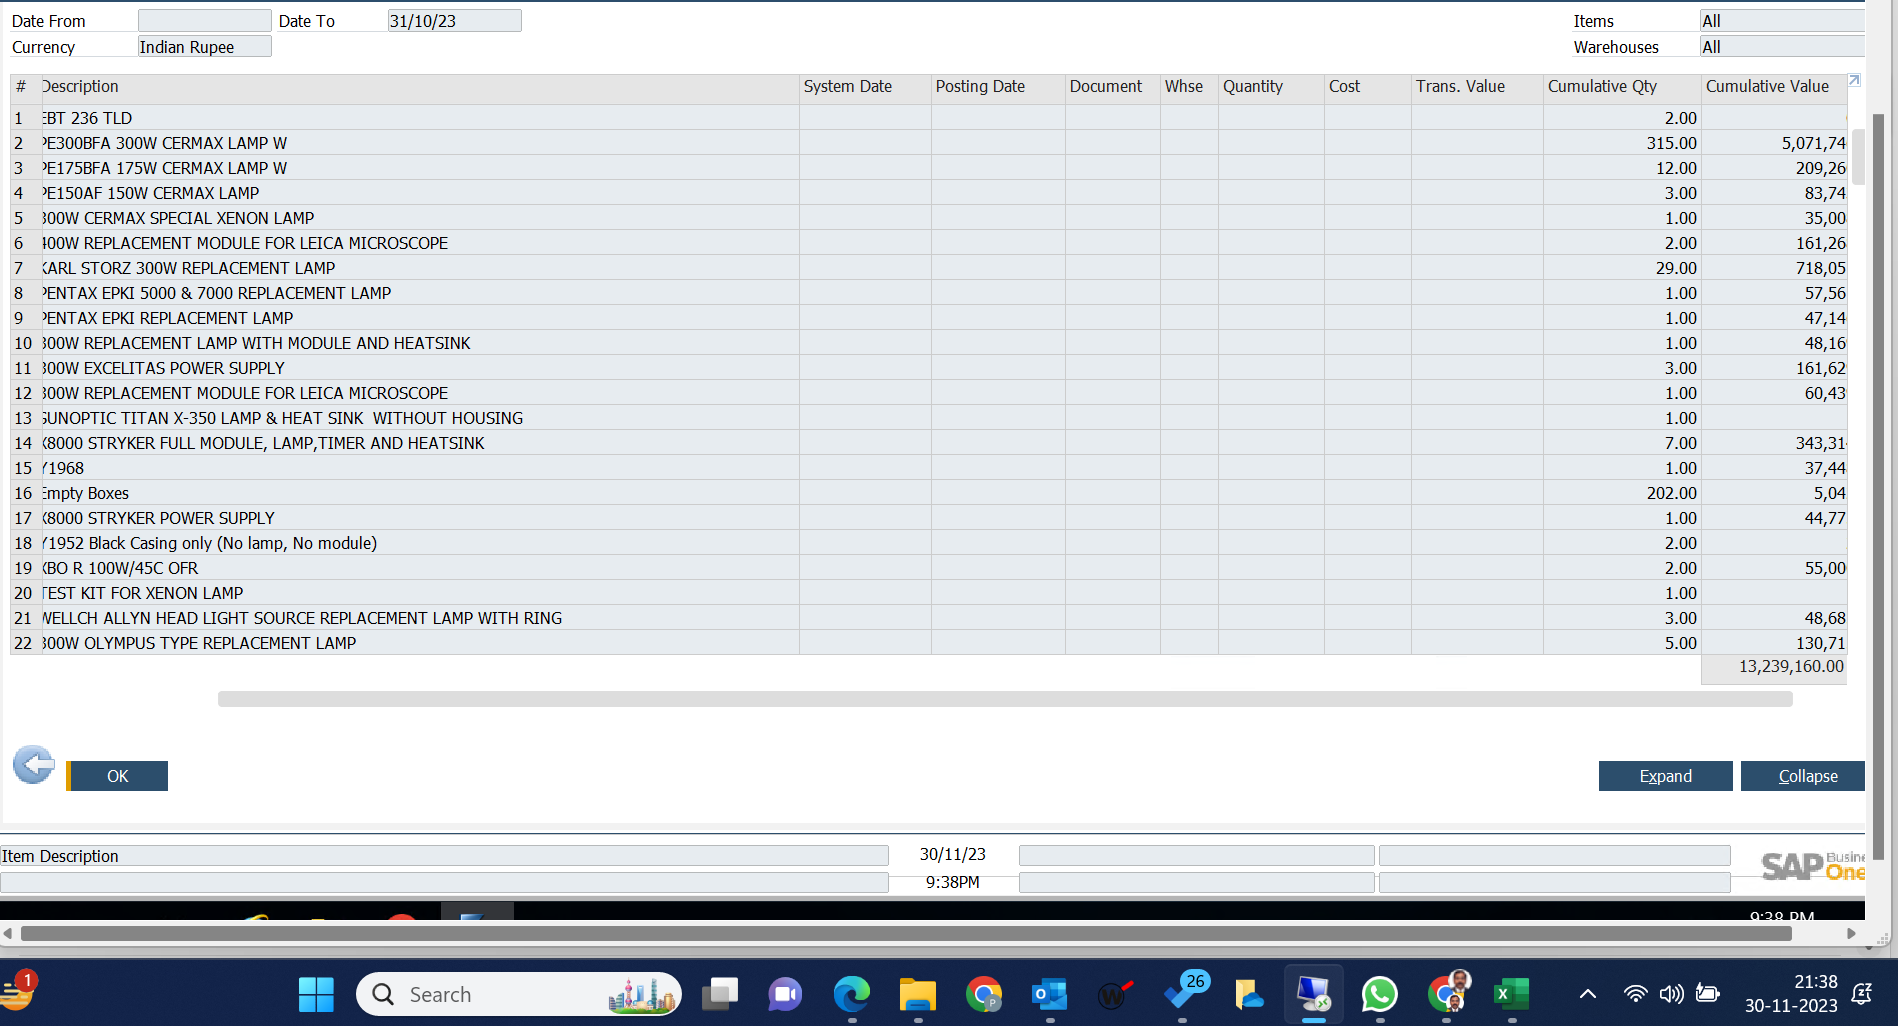 Date From Date To 31/10/23 Items All
Currency Indian Rupee Warehouses All
# Description System Date Posting Date Document Whse Quantity Cost Trans. Value Cumulative Qty Cumulative Value
1 EBT 236 TLD 2.00
2 PE300BFA 300W CERMAX LAMP W 315.00 5,071,74
3 PE175BFA 175W CERMAX LAMP W 12.00 209,26
4 PE150AF 150W CERMAX LAMP 3.00 83,74
5 300W CERMAX SPECIAL XENON LAMP 1.00 35,00
6 400W REPLACEMENT MODULE FOR LEICA MICROSCOPE 2.00 161,26
7 KARL STORZ 300W REPLACEMENT LAMP 29.00 718,05
8 PENTAX EPKI 5000 & 7000 REPLACEMENT LAMP 1.00 57,56
9 PENTAX EPKI REPLACEMENT LAMP 1.00 47,14
10 300W REPLACEMENT LAMP WITH MODULE AND HEATSINK 1.00 48,16
11 300W EXCELITAS POWER SUPPLY 3.00 161,62
12 300W REPLACEMENT MODULE FOR LEICA MICROSCOPE 1.00 60,43
13 SUNOPTIC TITAN X-350 LAMP & HEAT SINK WITHOUT HOUSING 1.00
14 X8000 STRYKER FULL MODULE, LAMP,TIMER AND HEATSINK 7.00 343,31
15 Y1968 1.00 37,44
16 Empty Boxes 202.00 5,04
17 X8000 STRYKER POWER SUPPLY 1.00 44,77
18 Y1952 Black Casing only (No lamp, No module) 2.00
19 XBO R 100W/45C OFR 2.00 55,00
20 TEST KIT FOR XENON LAMP 1.00
21 WELLCH ALLYN HEAD LIGHT SOURCE REPLACEMENT LAMP WITH RING 3.00 48,68
22 300W OLYMPUS TYPE REPLACEMENT LAMP 5.00 130,71
13,239,160.00
OK Expand Collapse
Item Description 30/11/23
9:38PM
SAP Busine
One
9:38 PM
1
Search
26
21:38
30-11-2023